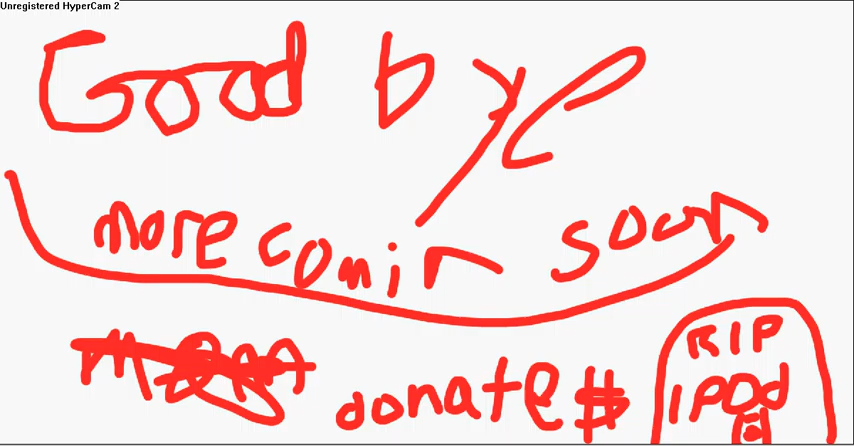 Unregistered HyperCam 2
Good bye
more comin soon
donate $
RIP
iPOd